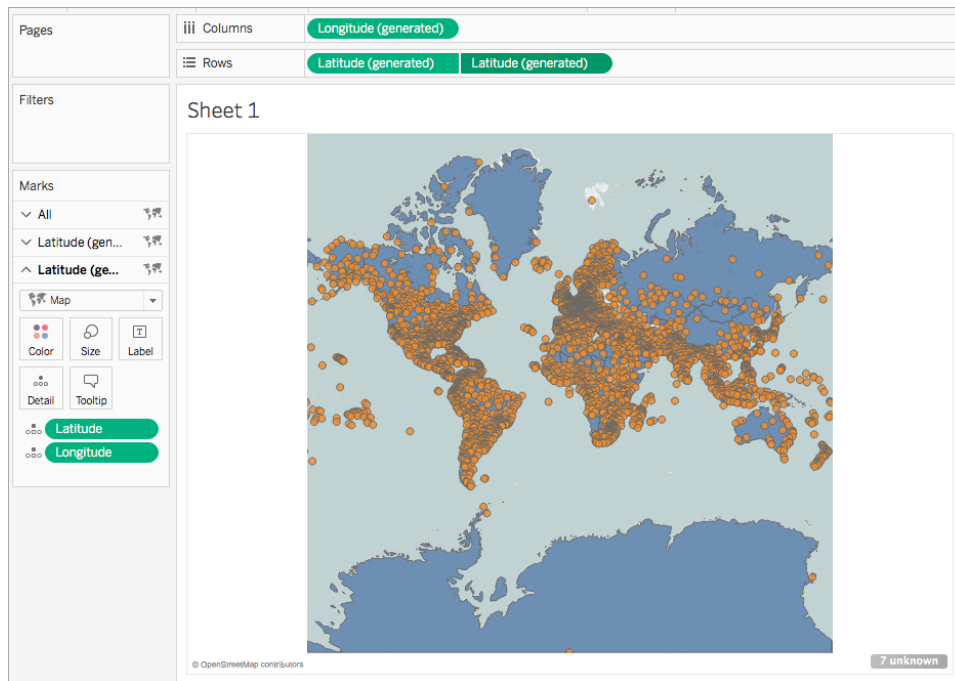 Pages
Columns
Longitude (generated)
Rows
Latitude (generated)
Latitude (generated)
Filters
Sheet 1
Marks
All
Latitude (gen...
Latitude (ge...
Map
Color
Size
Label
Detail
Tooltip
Latitude
Longitude
© OpenStreetMap contributors
7 unknown